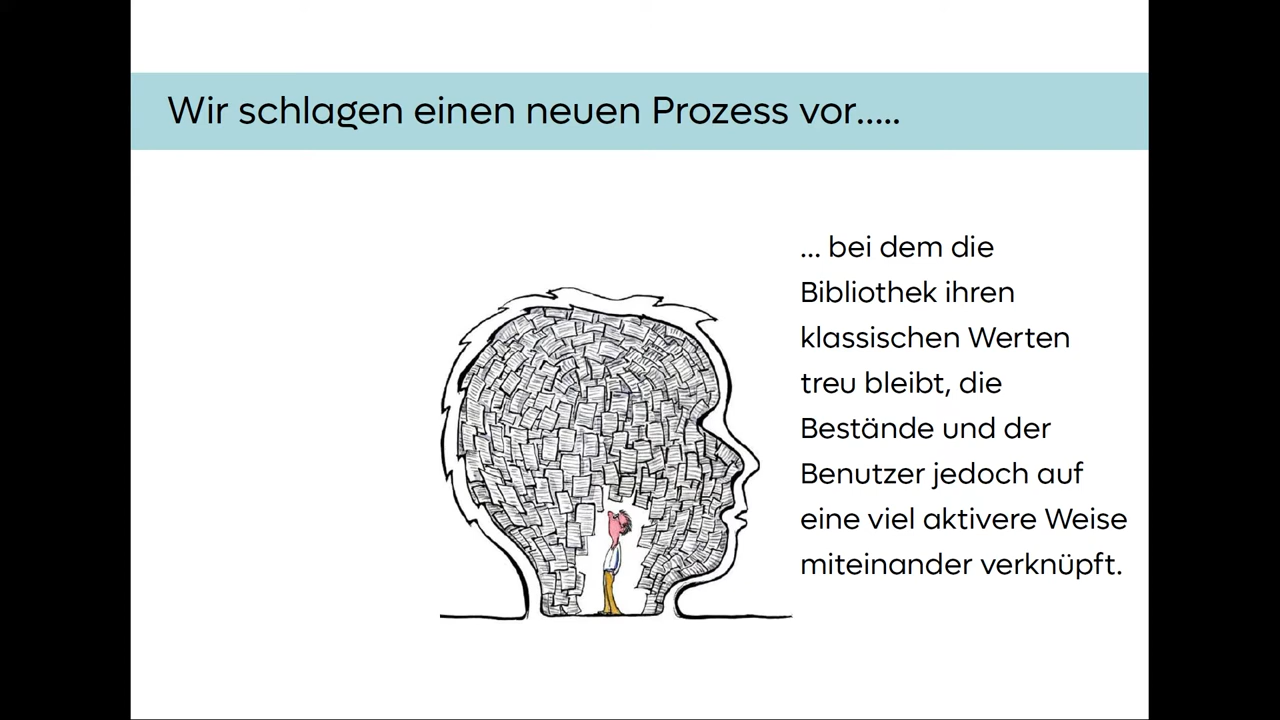 Wir schlagen einen neuen Prozess vor.....
... bei dem die
Bibliothek ihren
klassischen Werten
treu bleibt, die
Bestände und der
Benutzer jedoch auf
eine viel aktivere Weise
miteinander verknüpft.